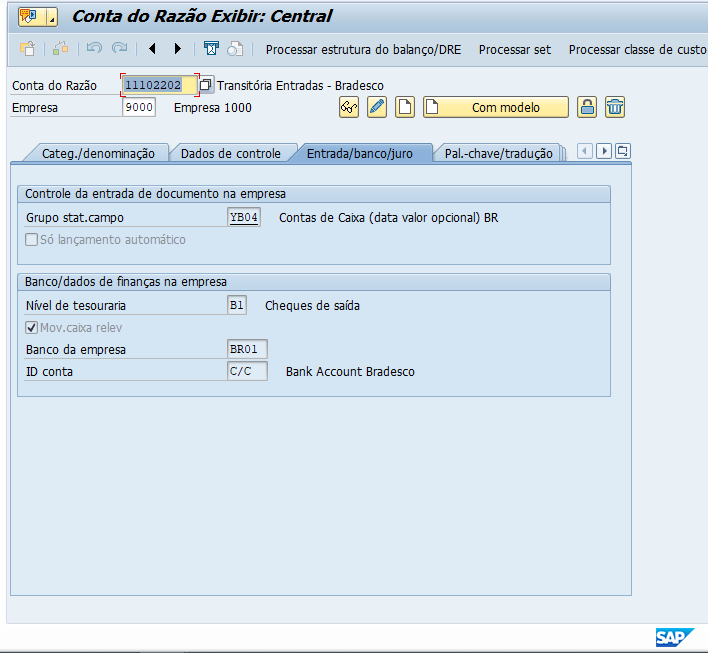 Conta do Razão Exibir: Central
Processar estrutura do balanço/DRE Processar set Processar classe de custo
Conta do Razão 11102202 Transitória Entradas - Bradesco
Empresa 9000 Empresa 1000 Com modelo
Categ./denominação Dados de controle Entrada/banco/juro Pal.-chave/tradução
Controle da entrada de documento na empresa
Grupo stat.campo YB04 Contas de Caixa (data valor opcional) BR
Só lançamento automático
Banco/dados de finanças na empresa
Nível de tesouraria B1 Cheques de saída
Mov.caixa relev
Banco da empresa BR01
ID conta C/C Bank Account Bradesco
SAP